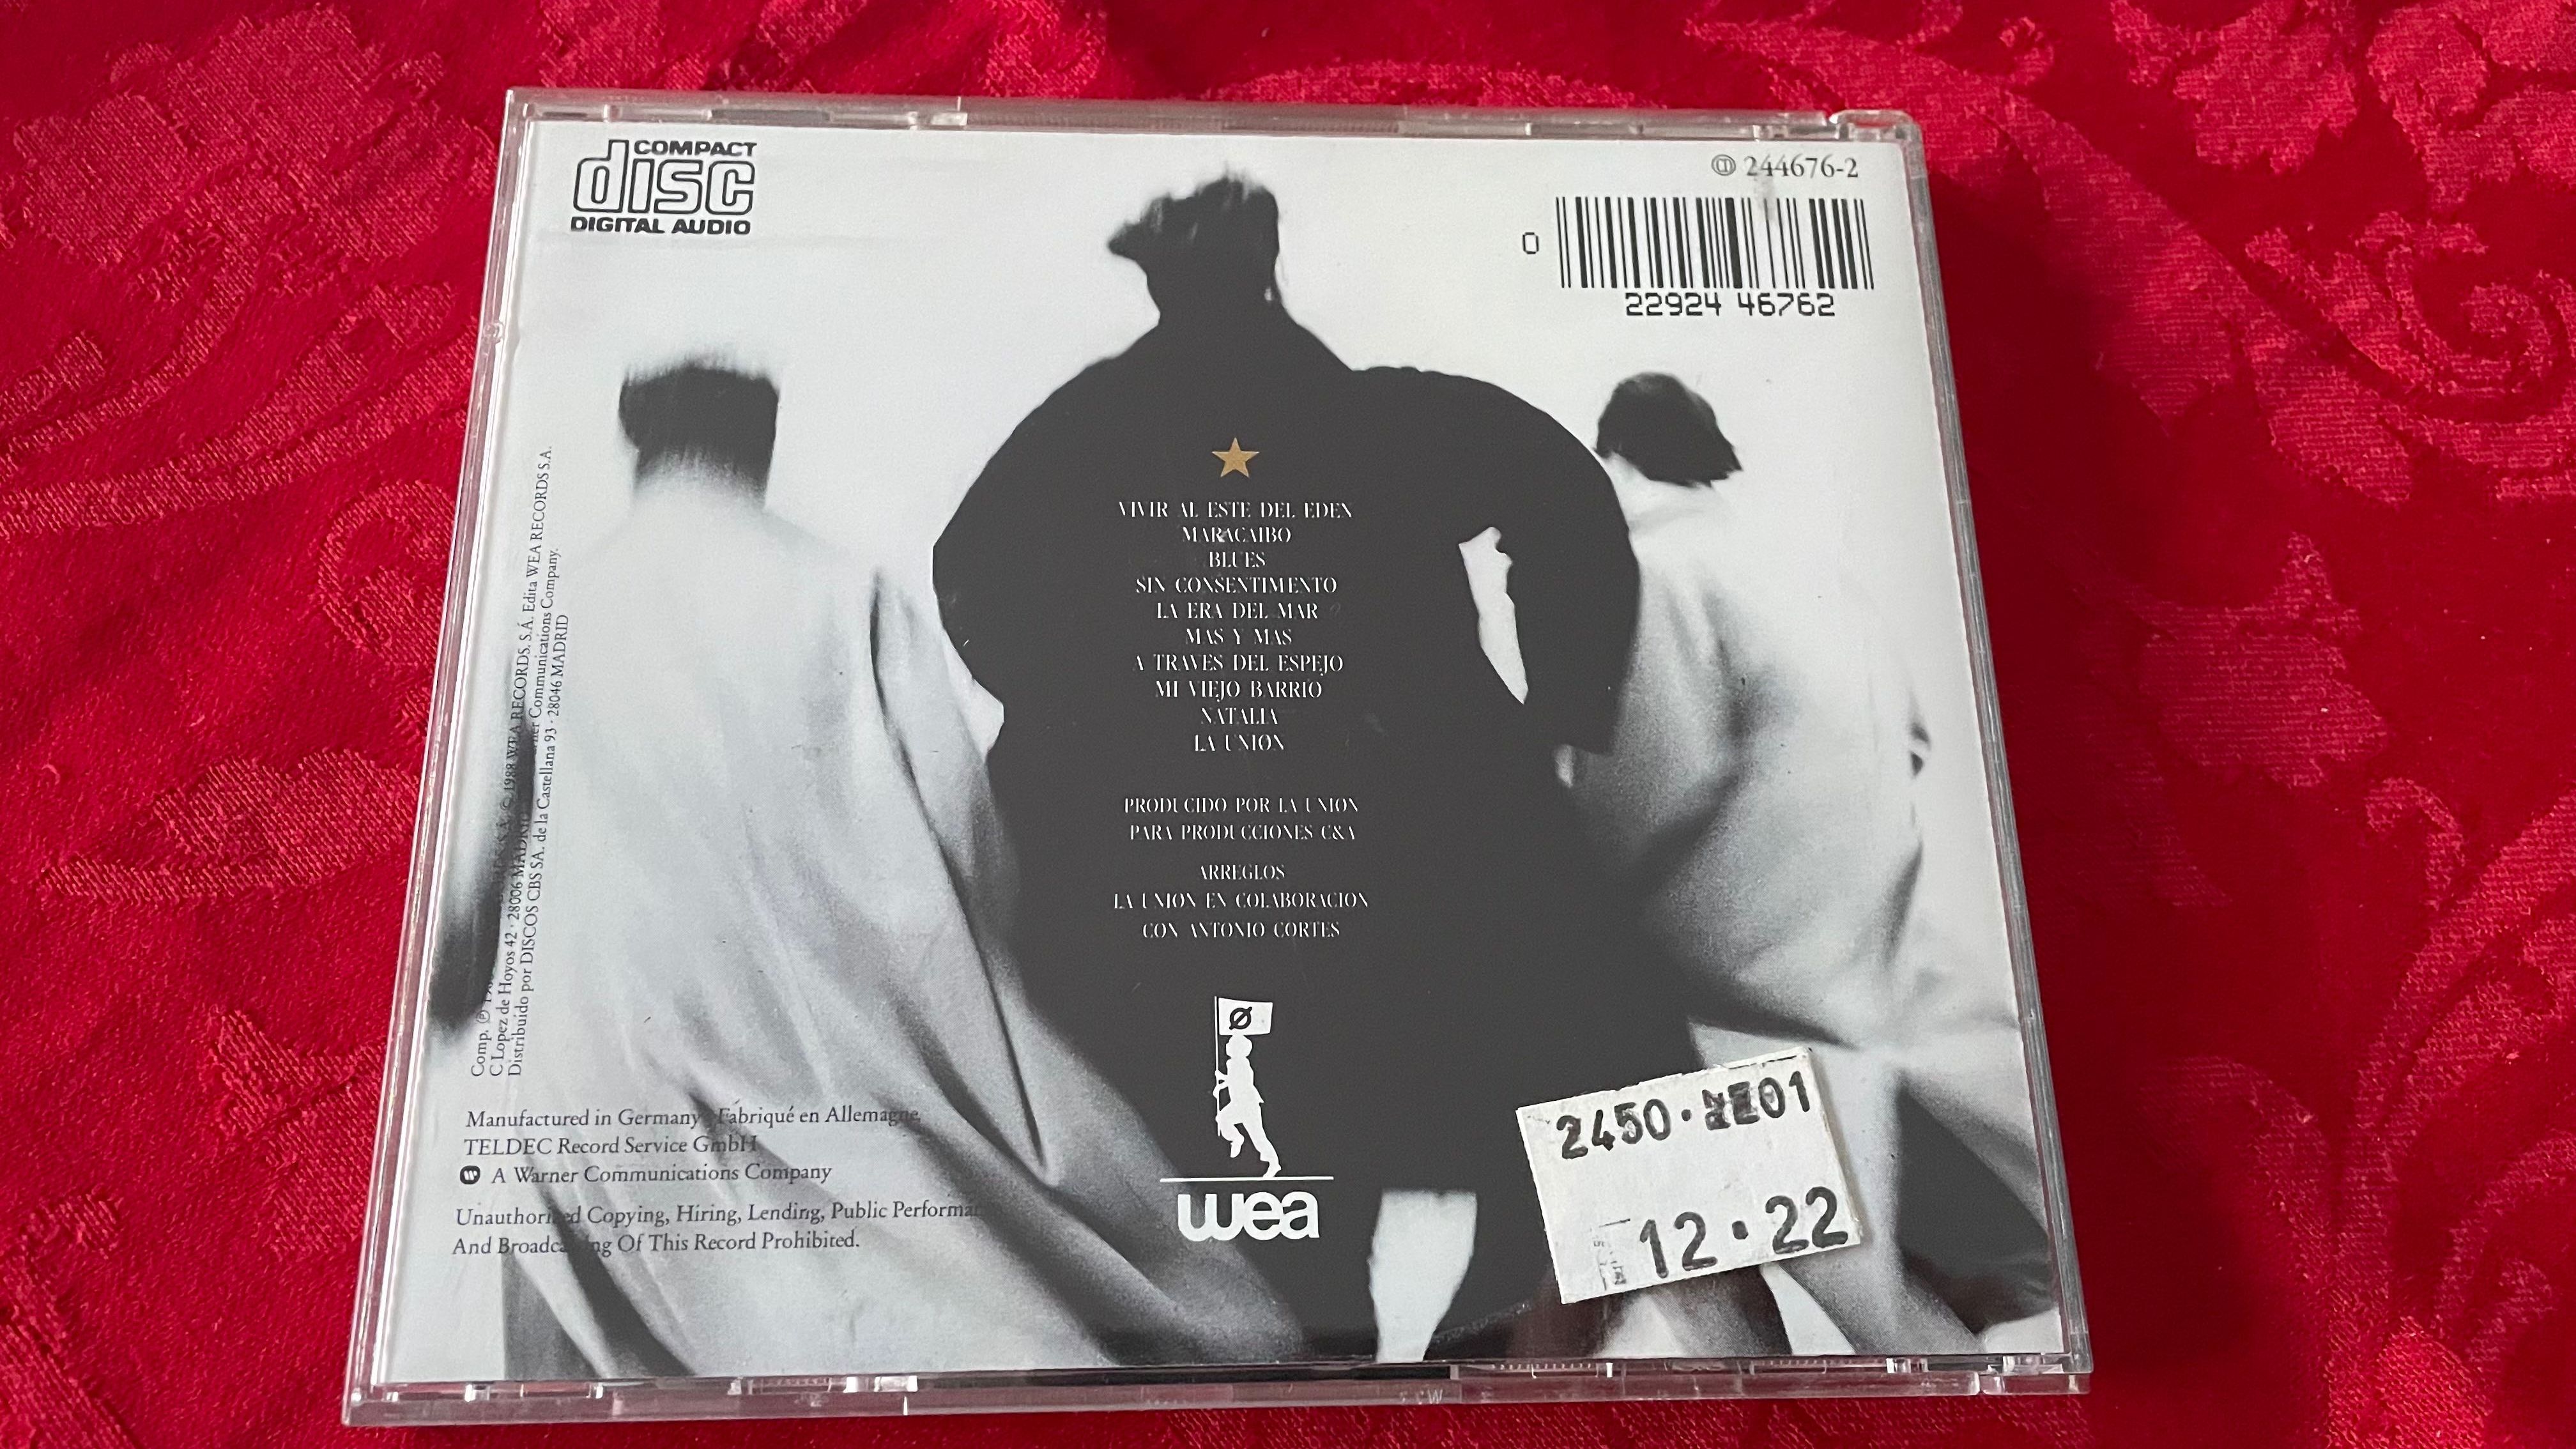 COMPACT
disc
DIGITAL AUDIO
244676-2
0
22924 46762
VIVIR AL ESTE DEL EDEN
MARACAIBO
BLUES
SIN CONSENTIMENTO
LA ERA DEL MAR
MAS Y MAS
A TRAVES DEL ESPEJO
MI VIEJO BARRIO
NATALIA
LA UNION
PRODUCIDO POR LA UNION
PARA PRODUCCIONES C&A
ARREGLOS
LA UNION EN COLABORACION
CON ANTONIO CORTES
wea
Comp. ℗ © 1988 WEA RECORDS, S.A. Edita WEA RECORDS S.A.
C Lopez de Hoyos 42 · 28006 MADRID Communications Company.
Distribuido por DISCOS CBS SA. de la Castellana 93 · 28046 MADRID
Manufactured in Germany · Fabriqué en Allemagne,
TELDEC Record Service GmbH
A Warner Communications Company
Unauthorized Copying, Hiring, Lending, Public
And Broadcasting Of This Record Prohibited.
2450
12·22